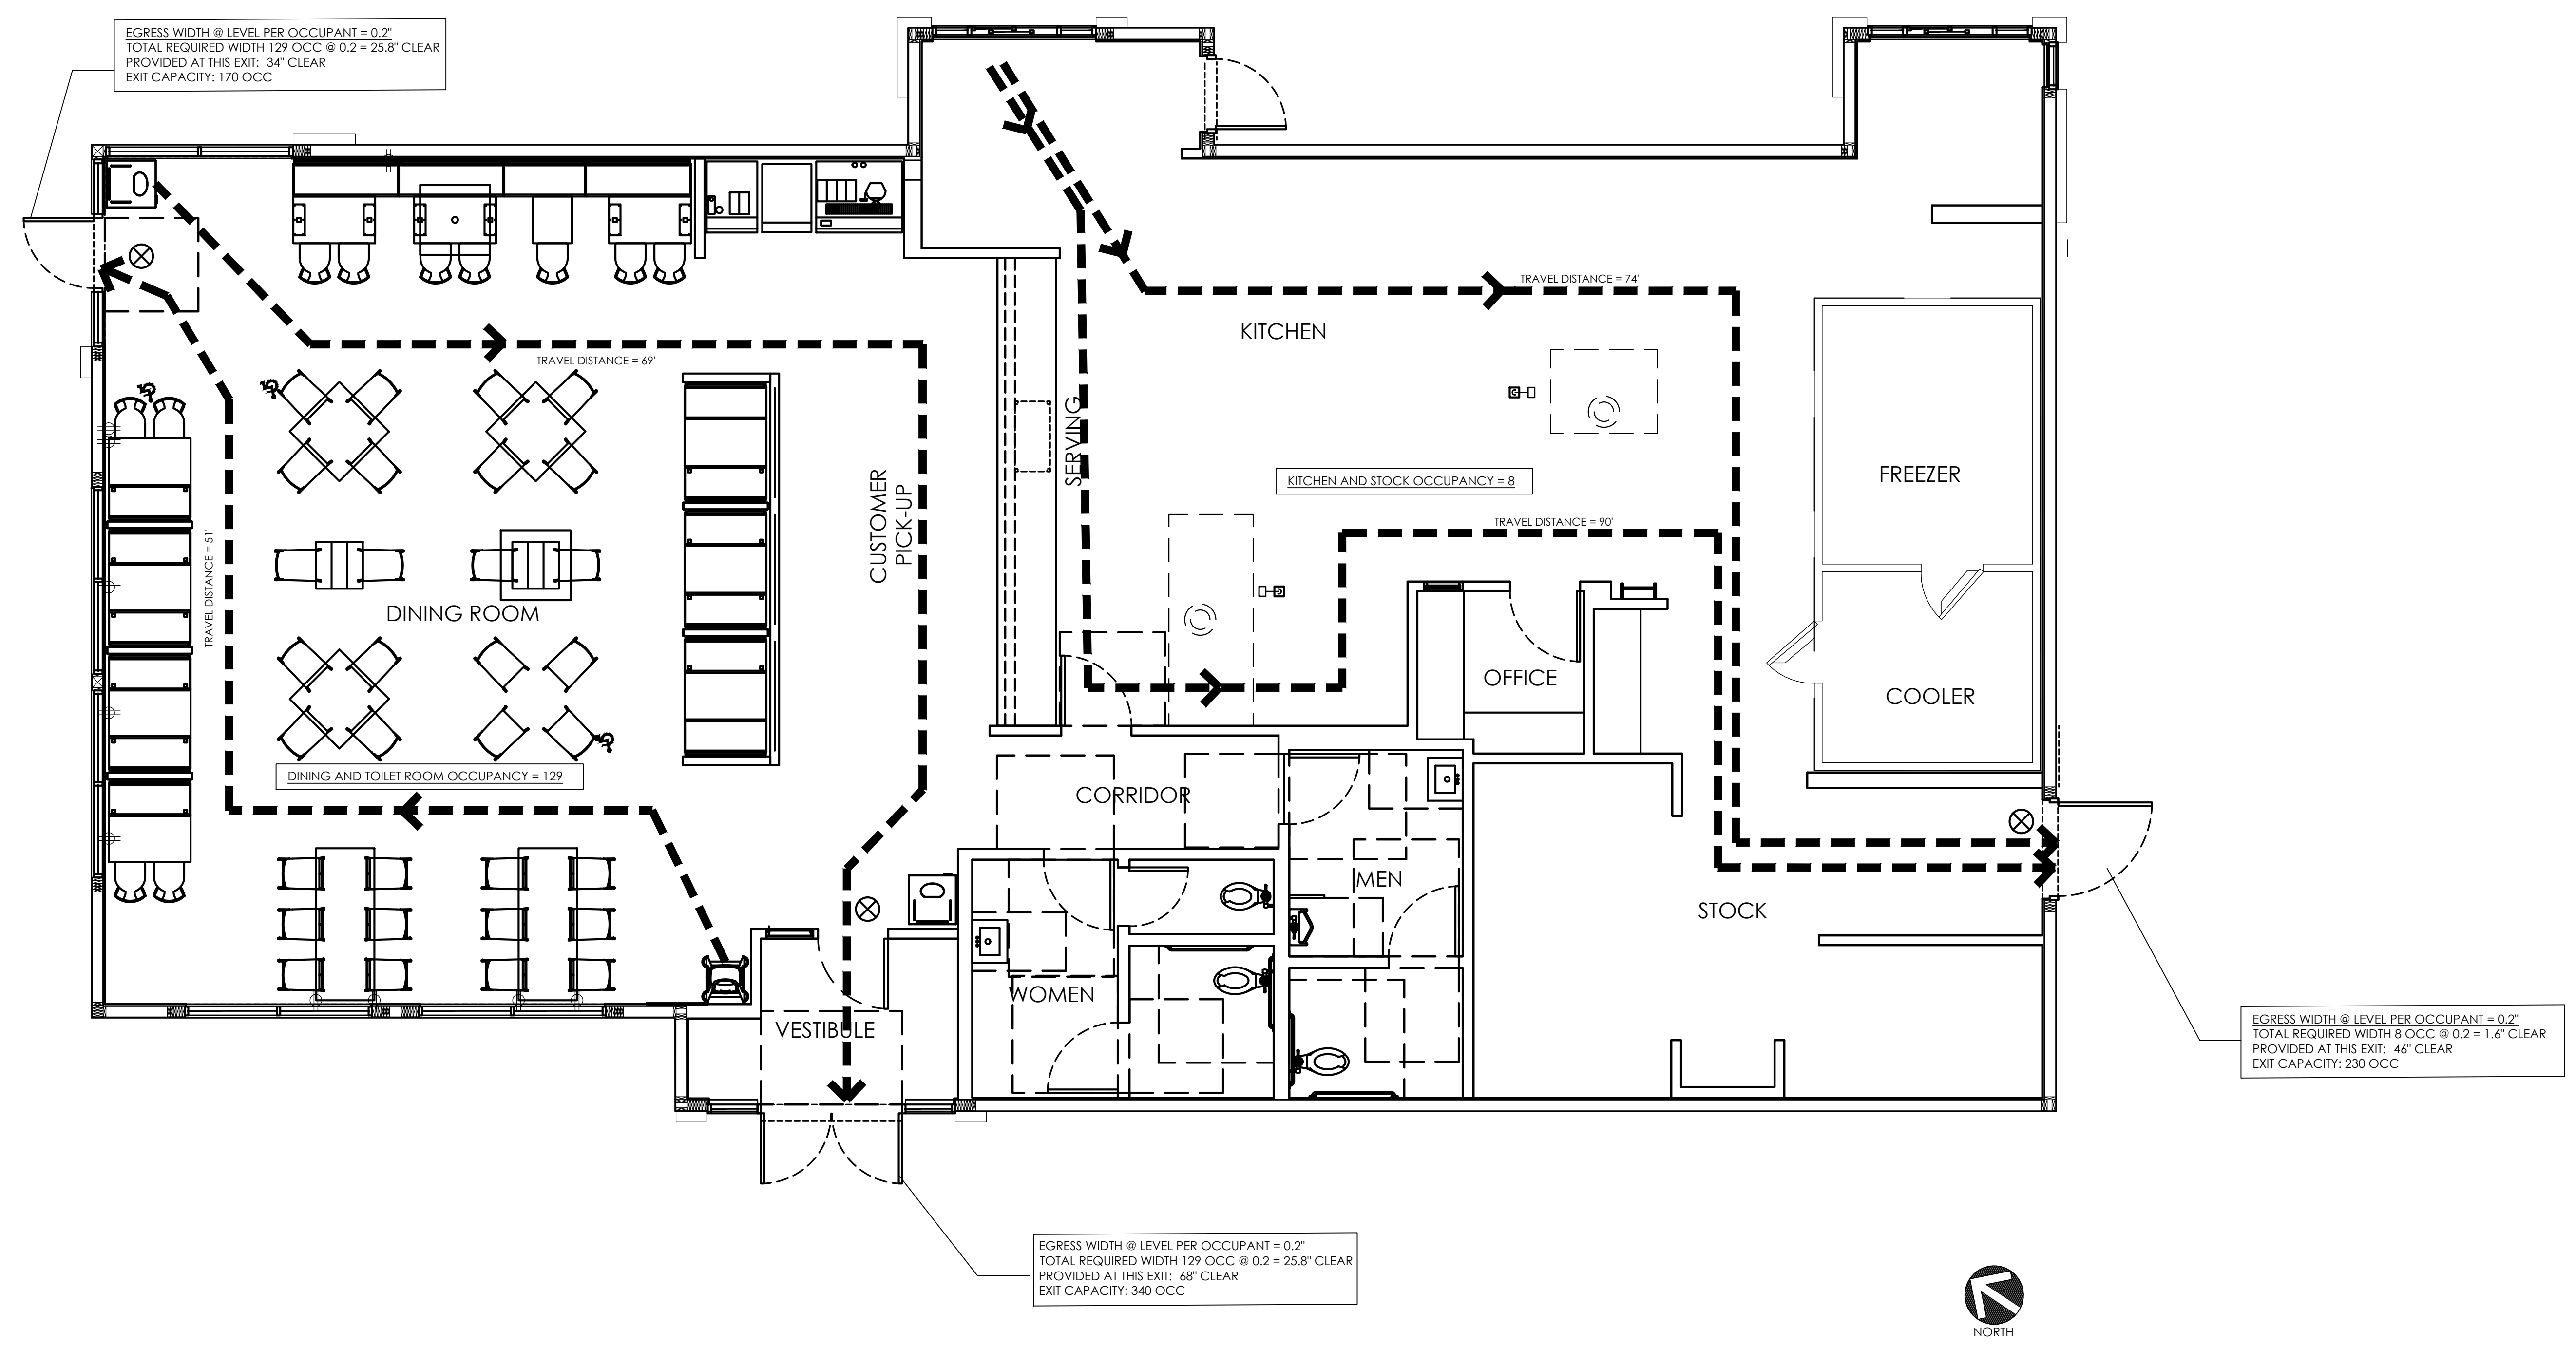 EGRESS WIDTH @ LEVEL PER OCCUPANT = 0.2"
TOTAL REQUIRED WIDTH 129 OCC @ 0.2 = 25.8" CLEAR
PROVIDED AT THIS EXIT: 34" CLEAR
EXIT CAPACITY: 170 OCC
TRAVEL DISTANCE = 74'
KITCHEN
TRAVEL DISTANCE = 69'
SERVING
CUSTOMER
PICK-UP
FREEZER
KITCHEN AND STOCK OCCUPANCY = 8
TRAVEL DISTANCE = 90'
TRAVEL DISTANCE = 51'
DINING ROOM
OFFICE
COOLER
DINING AND TOILET ROOM OCCUPANCY = 129
CORRIDOR
MEN
STOCK
WOMEN
VESTIBULE
EGRESS WIDTH @ LEVEL PER OCCUPANT = 0.2"
TOTAL REQUIRED WIDTH 8 OCC @ 0.2 = 1.6" CLEAR
PROVIDED AT THIS EXIT: 46" CLEAR
EXIT CAPACITY: 230 OCC
EGRESS WIDTH @ LEVEL PER OCCUPANT = 0.2"
TOTAL REQUIRED WIDTH 129 OCC @ 0.2 = 25.8" CLEAR
PROVIDED AT THIS EXIT: 68" CLEAR
EXIT CAPACITY: 340 OCC
NORTH